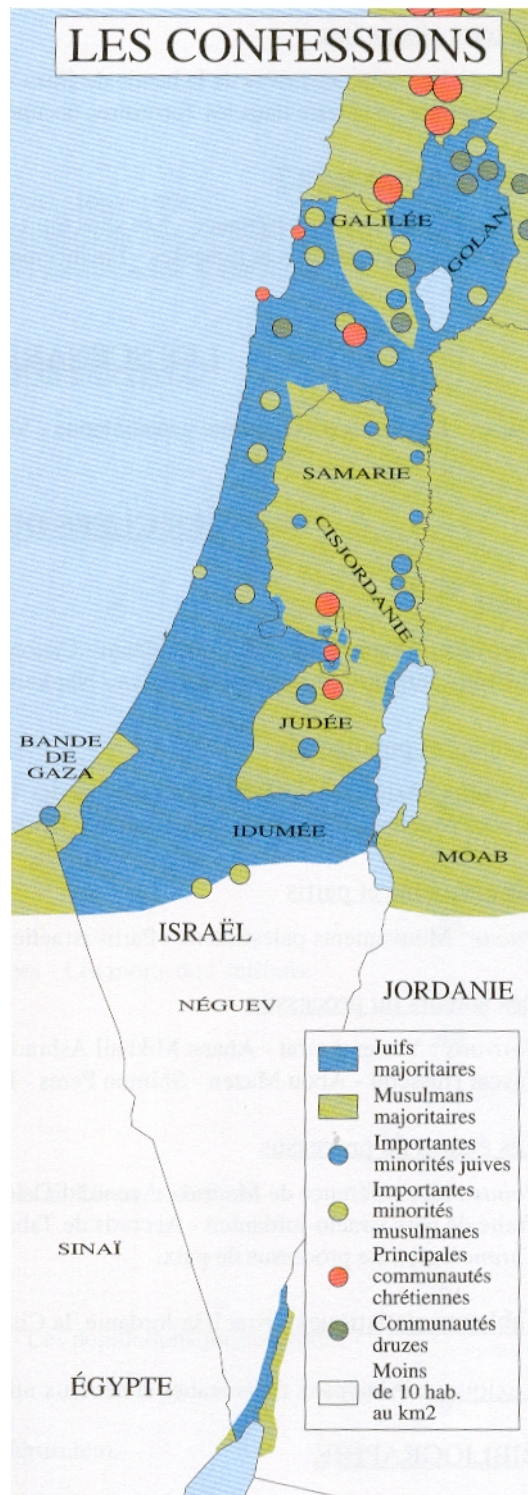 LES CONFESSIONS
GALILÉE
GOLAN
SAMARIE
CISJORDANIE
JUDÉE
BANDE
DE
GAZA
IDUMÉE
MOAB
ISRAËL
NÉGUEV
JORDANIE
SINAÏ
ÉGYPTE
Juifs
majoritaires
Musulmans
majoritaires
Importantes
minorités juives
Importantes
minorités
musulmanes
Principales
communautés
chrétiennes
Communautés
druzes
Moins
de 10 hab.
au km2